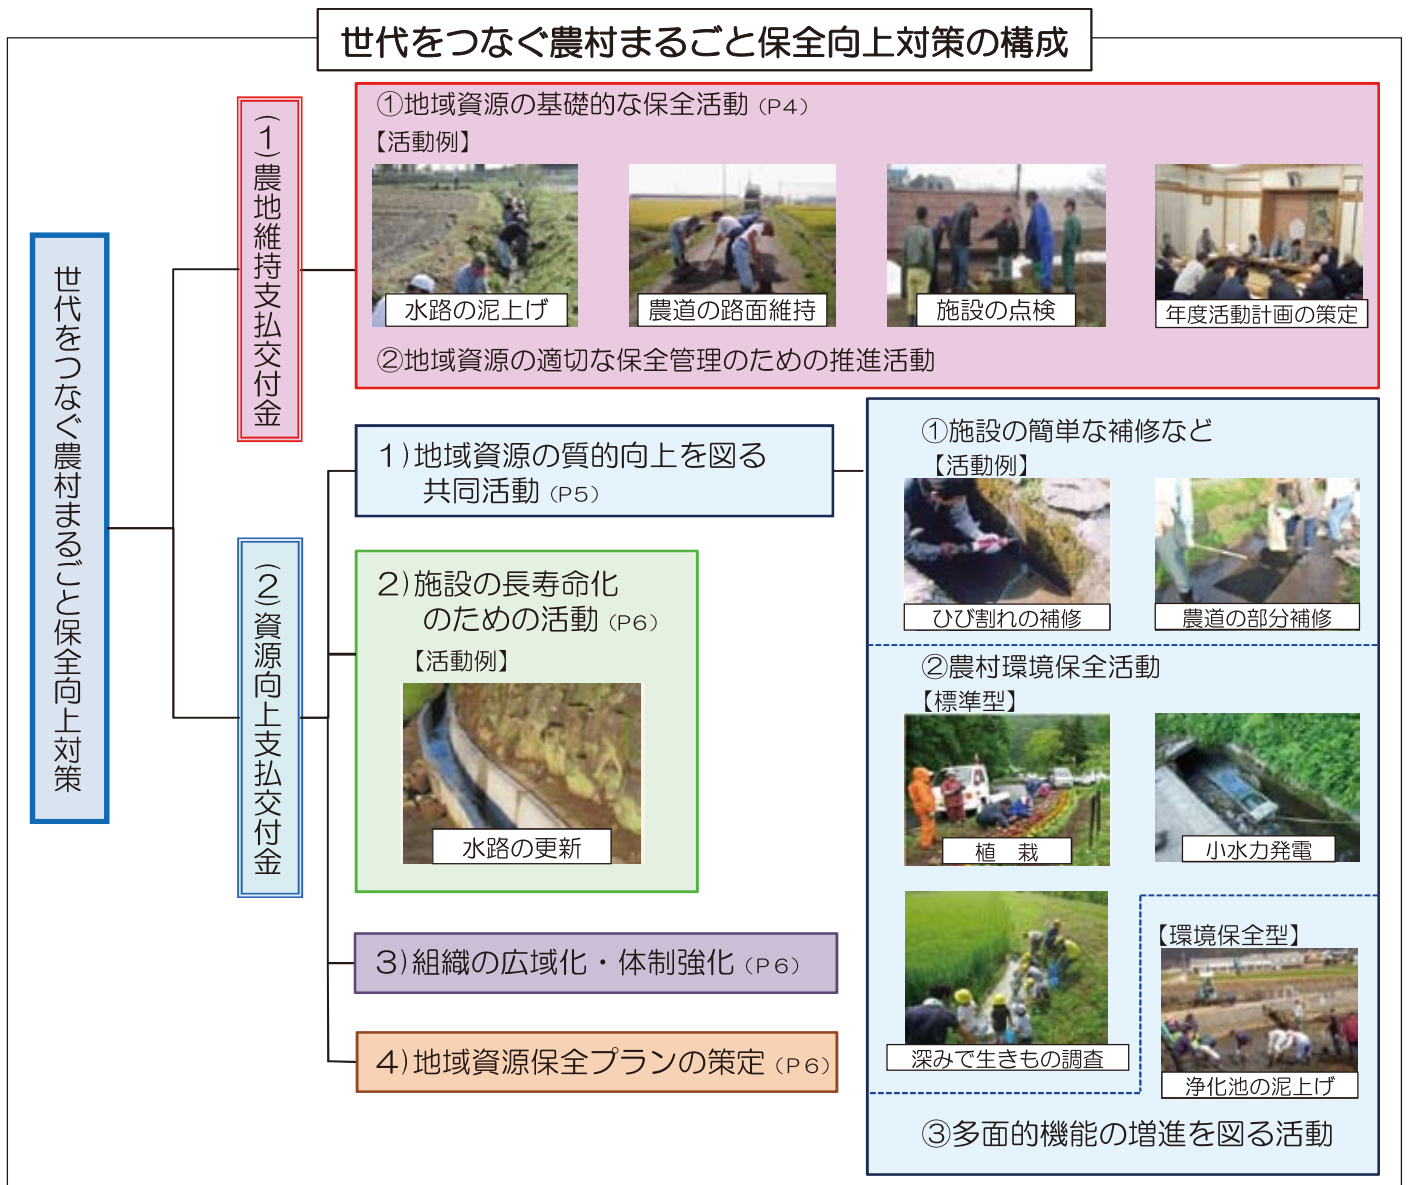 世代をつなぐ農村まるごと保全向上対策の構成
世代をつなぐ農村まるごと保全向上対策
(1)農地維持支払交付金
①地域資源の基礎的な保全活動(P4)
【活動例】
水路の泥上げ
農道の路面維持
施設の点検
年度活動計画の策定
②地域資源の適切な保全管理のための推進活動
(2)資源向上支払交付金
1)地域資源の質的向上を図る
共同活動(P5)
2)施設の長寿命化
のための活動(P6)
【活動例】
水路の更新
3)組織の広域化・体制強化(P6)
4)地域資源保全プランの策定(P6)
①施設の簡単な補修など
【活動例】
ひび割れの補修
農道の部分補修
②農村環境保全活動
【標準型】
植　栽
小水力発電
深みで生きもの調査
【環境保全型】
浄化池の泥上げ
③多面的機能の増進を図る活動